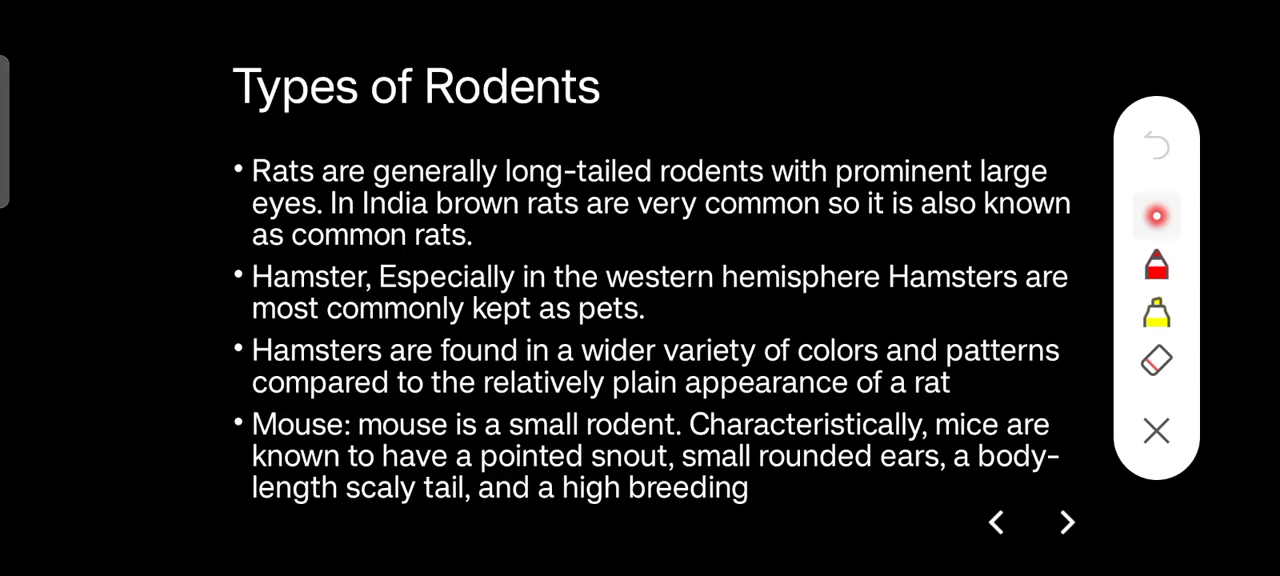 Types of Rodents
• Rats are generally long-tailed rodents with prominent large
eyes. In India brown rats are very common so it is also known
as common rats.
• Hamster, Especially in the western hemisphere Hamsters are
most commonly kept as pets.
• Hamsters are found in a wider variety of colors and patterns
compared to the relatively plain appearance of a rat
• Mouse: mouse is a small rodent. Characteristically, mice are
known to have a pointed snout, small rounded ears, a body-
length scaly tail, and a high breeding